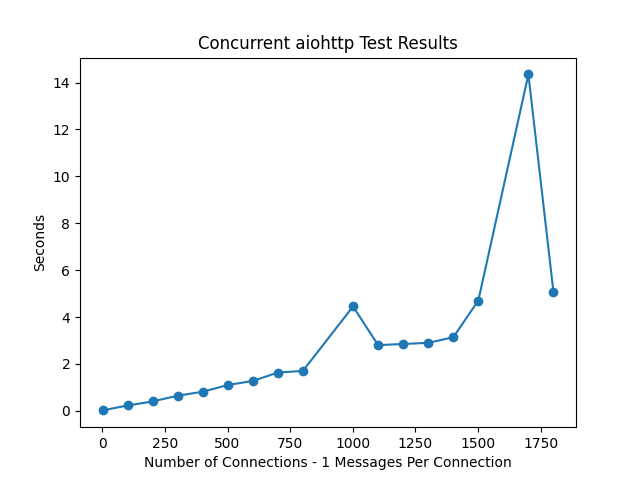 Concurrent aiohttp Test Results
14
12
10
8
6
4
2
0
Seconds
0 250 500 750 1000 1250 1500 1750
Number of Connections - 1 Messages Per Connection